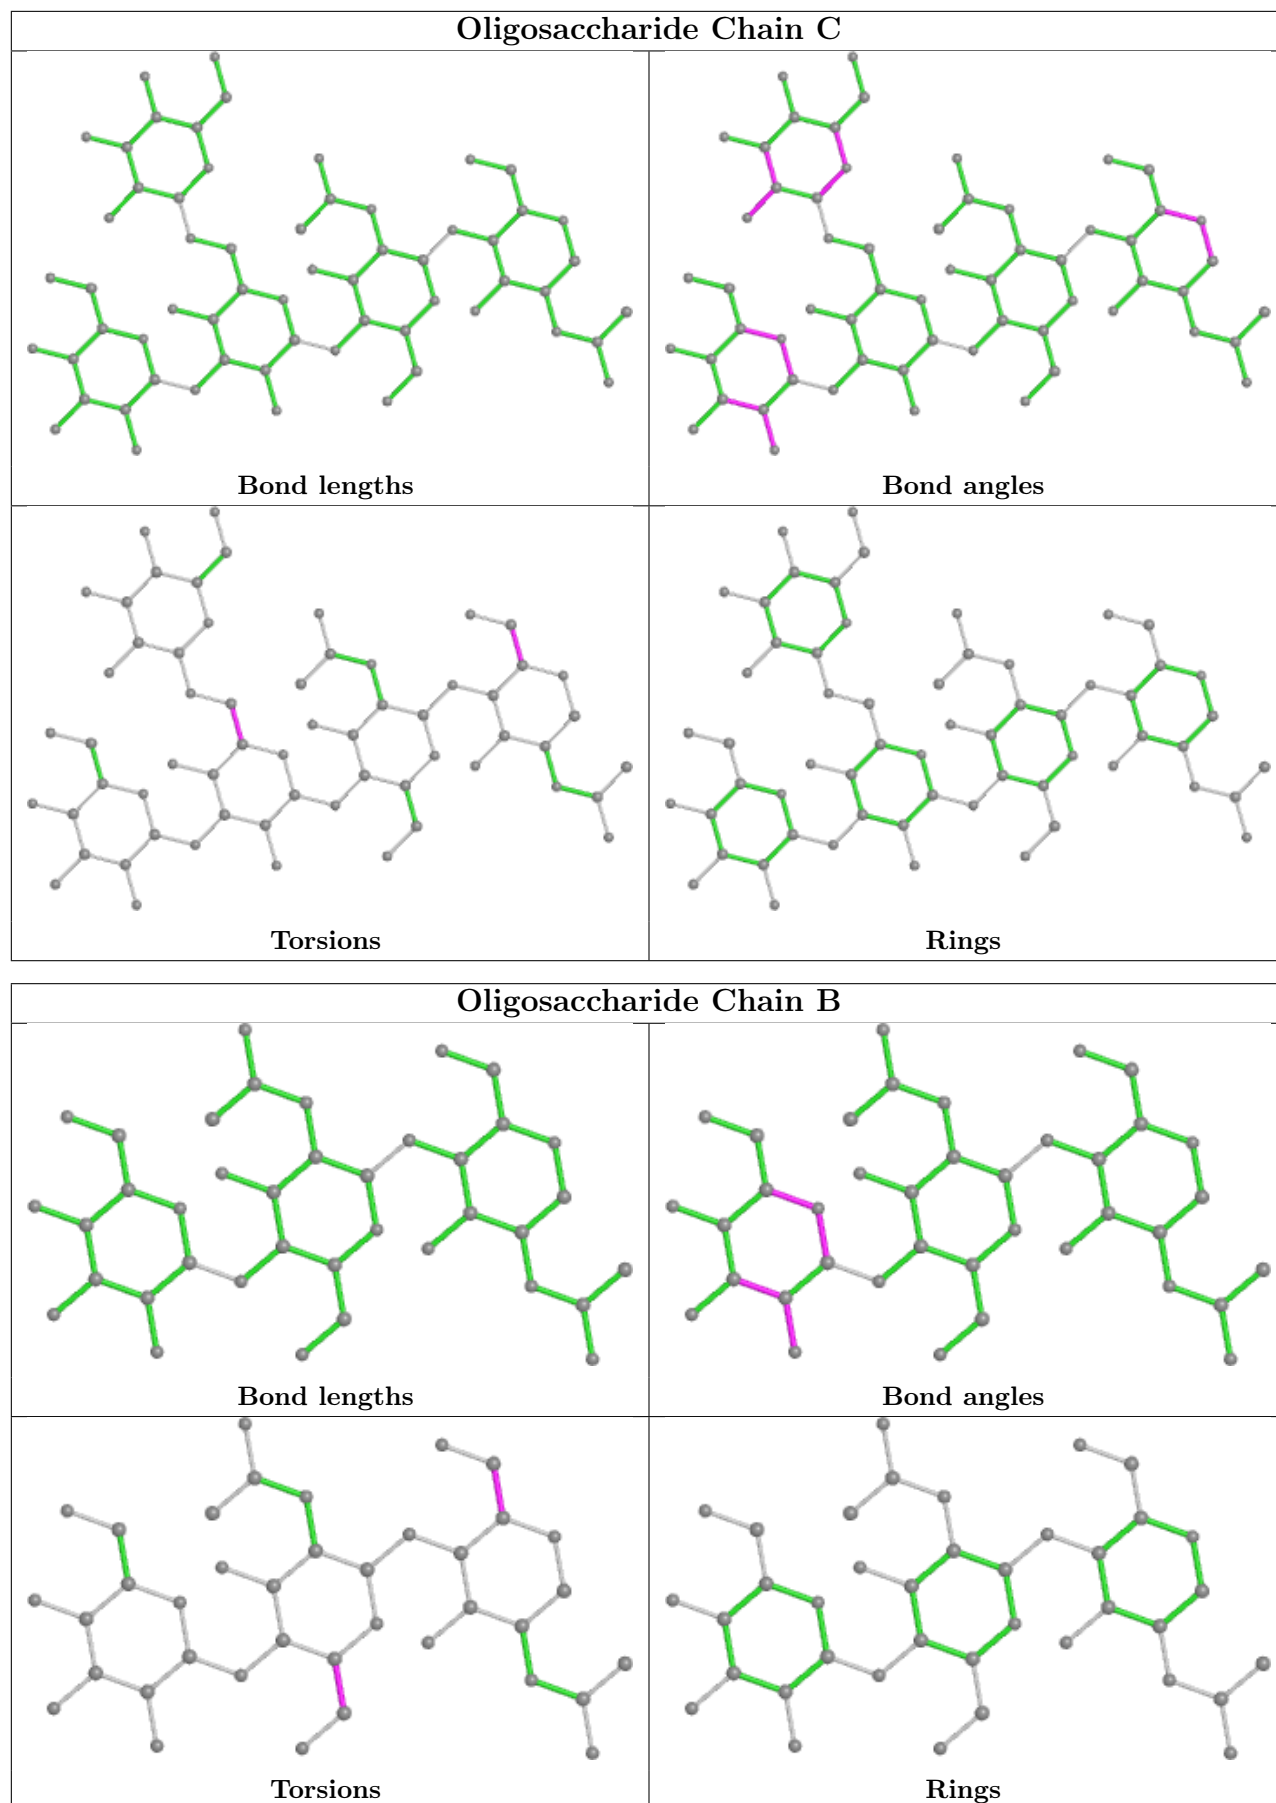 Oligosaccharide Chain C
Bond lengths
Bond angles
Torsions
Rings
Oligosaccharide Chain B
Bond lengths
Bond angles
Torsions
Rings